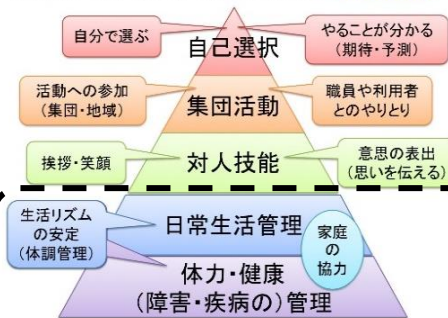 自分で選ぶ
自己選択
やることが分かる
(期待・予測)
活動への参加
(集団・地域)
集団活動
職員や利用者
とのやりとり
挨拶・笑顔
対人技能
意思の表出
(思いを伝える)
生活リズム
の安定
(体調管理)
日常生活管理
家庭
の
協力
体力・健康
(障害・疾病の)管理